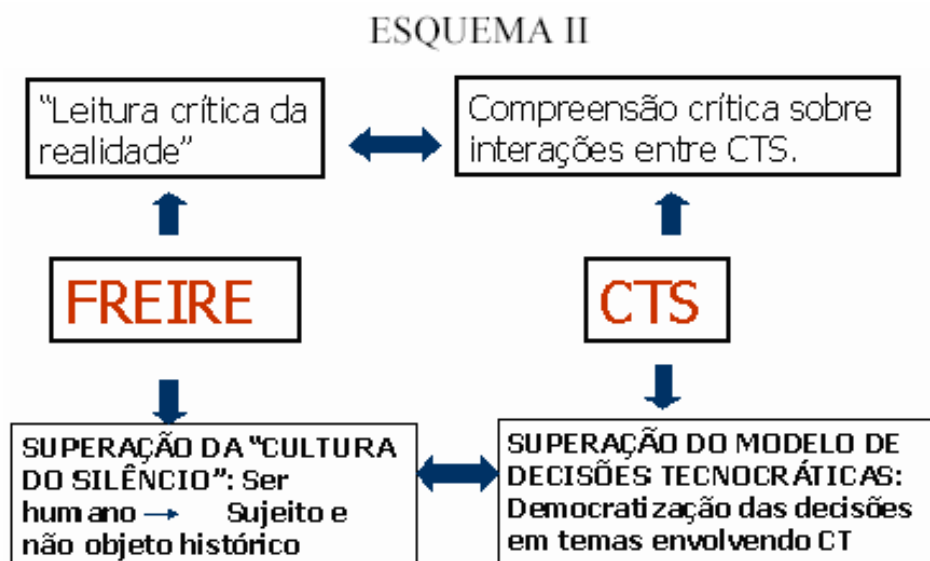 ESQUEMA II
“Leitura crítica da
realidade”
Compreensão crítica sobre
interações entre CTS.
FREIRE
CTS
SUPERAÇÃO DA “CULTURA
DO SILÊNCIO”: Ser
humano → Sujeito e
não objeto histórico
SUPERAÇÃO DO MODELO DE
DECISÕES TECNOCRÁTICAS:
Democratização das decisões
em temas envolvendo CT